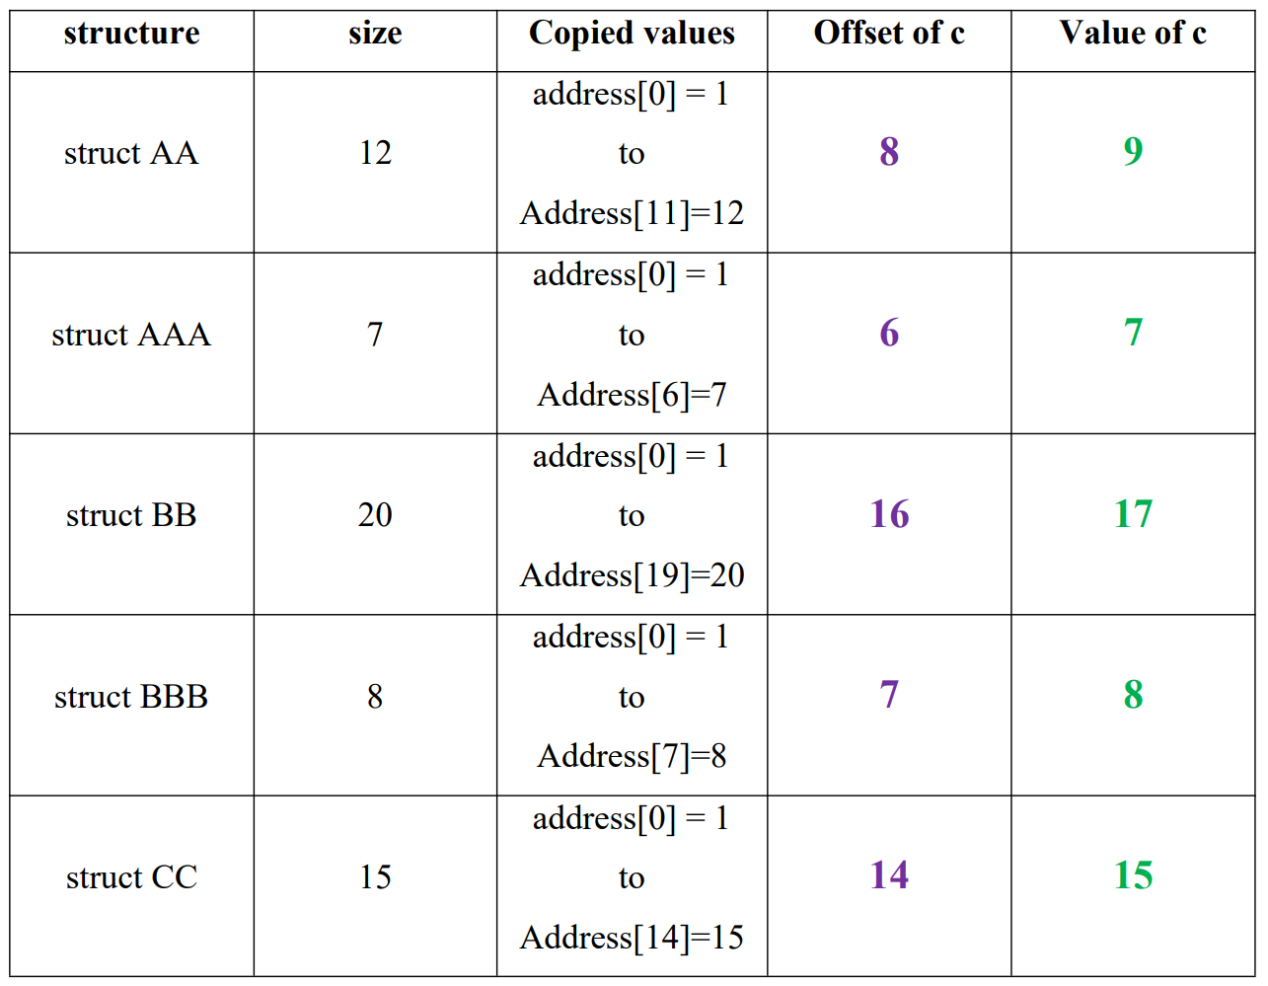 structure size Copied values Offset of c Value of c
address[0] = 1
struct AA 12 to 8 9
Address[11]=12
address[0] = 1
struct AAA 7 to 6 7
Address[6]=7
address[0] = 1
struct BB 20 to 16 17
Address[19]=20
address[0] = 1
struct BBB 8 to 7 8
Address[7]=8
address[0] = 1
struct CC 15 to 14 15
Address[14]=15